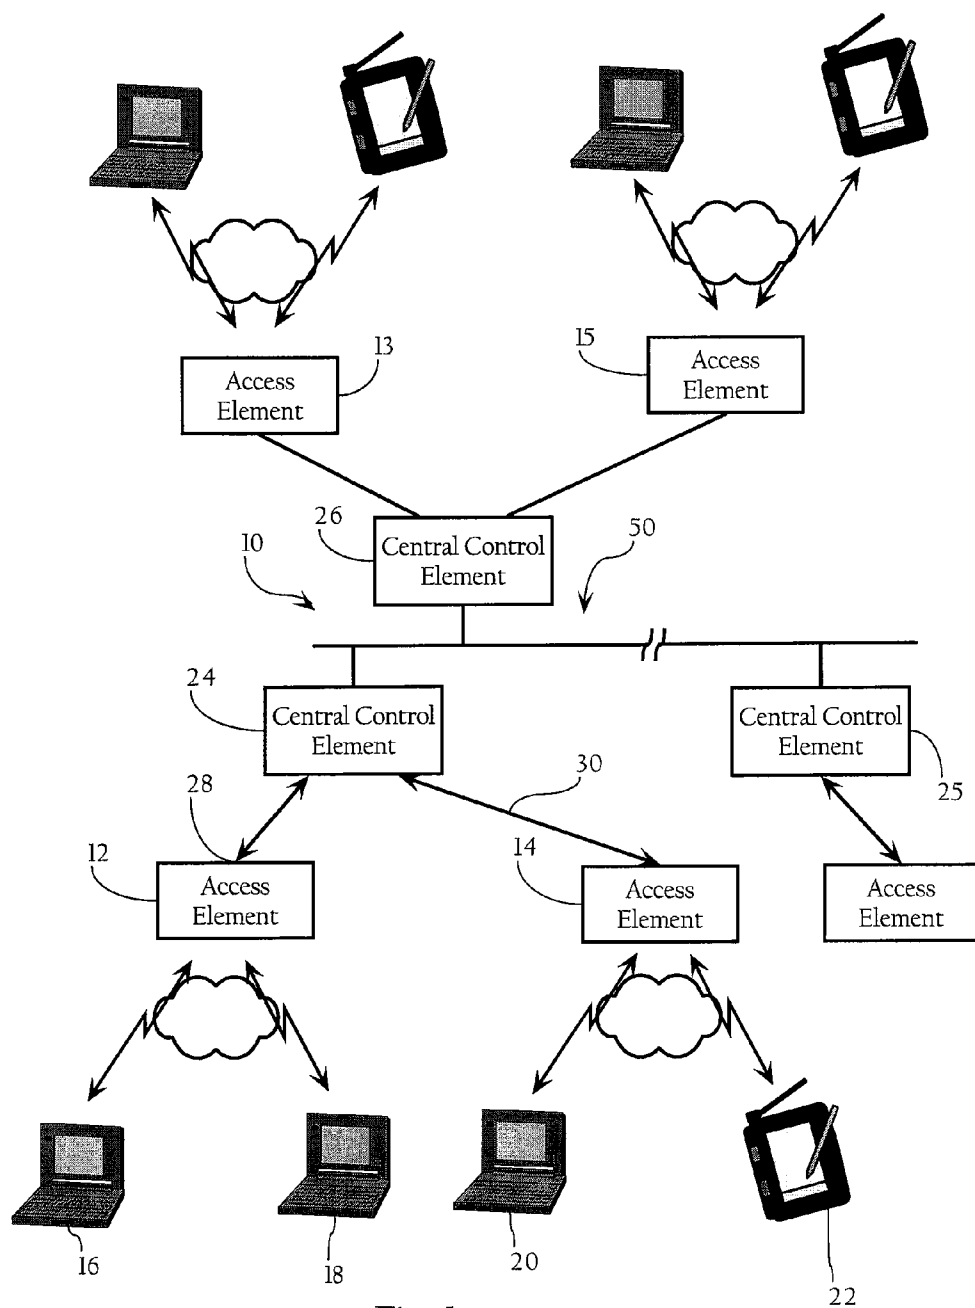 13
15
Access
Element
Access
Element
26
50
10
Central Control
Element
24
Central Control
Element
Central Control
Element
30
25
28
12
14
Access
Element
Access
Element
Access
Element
16
18
20
22